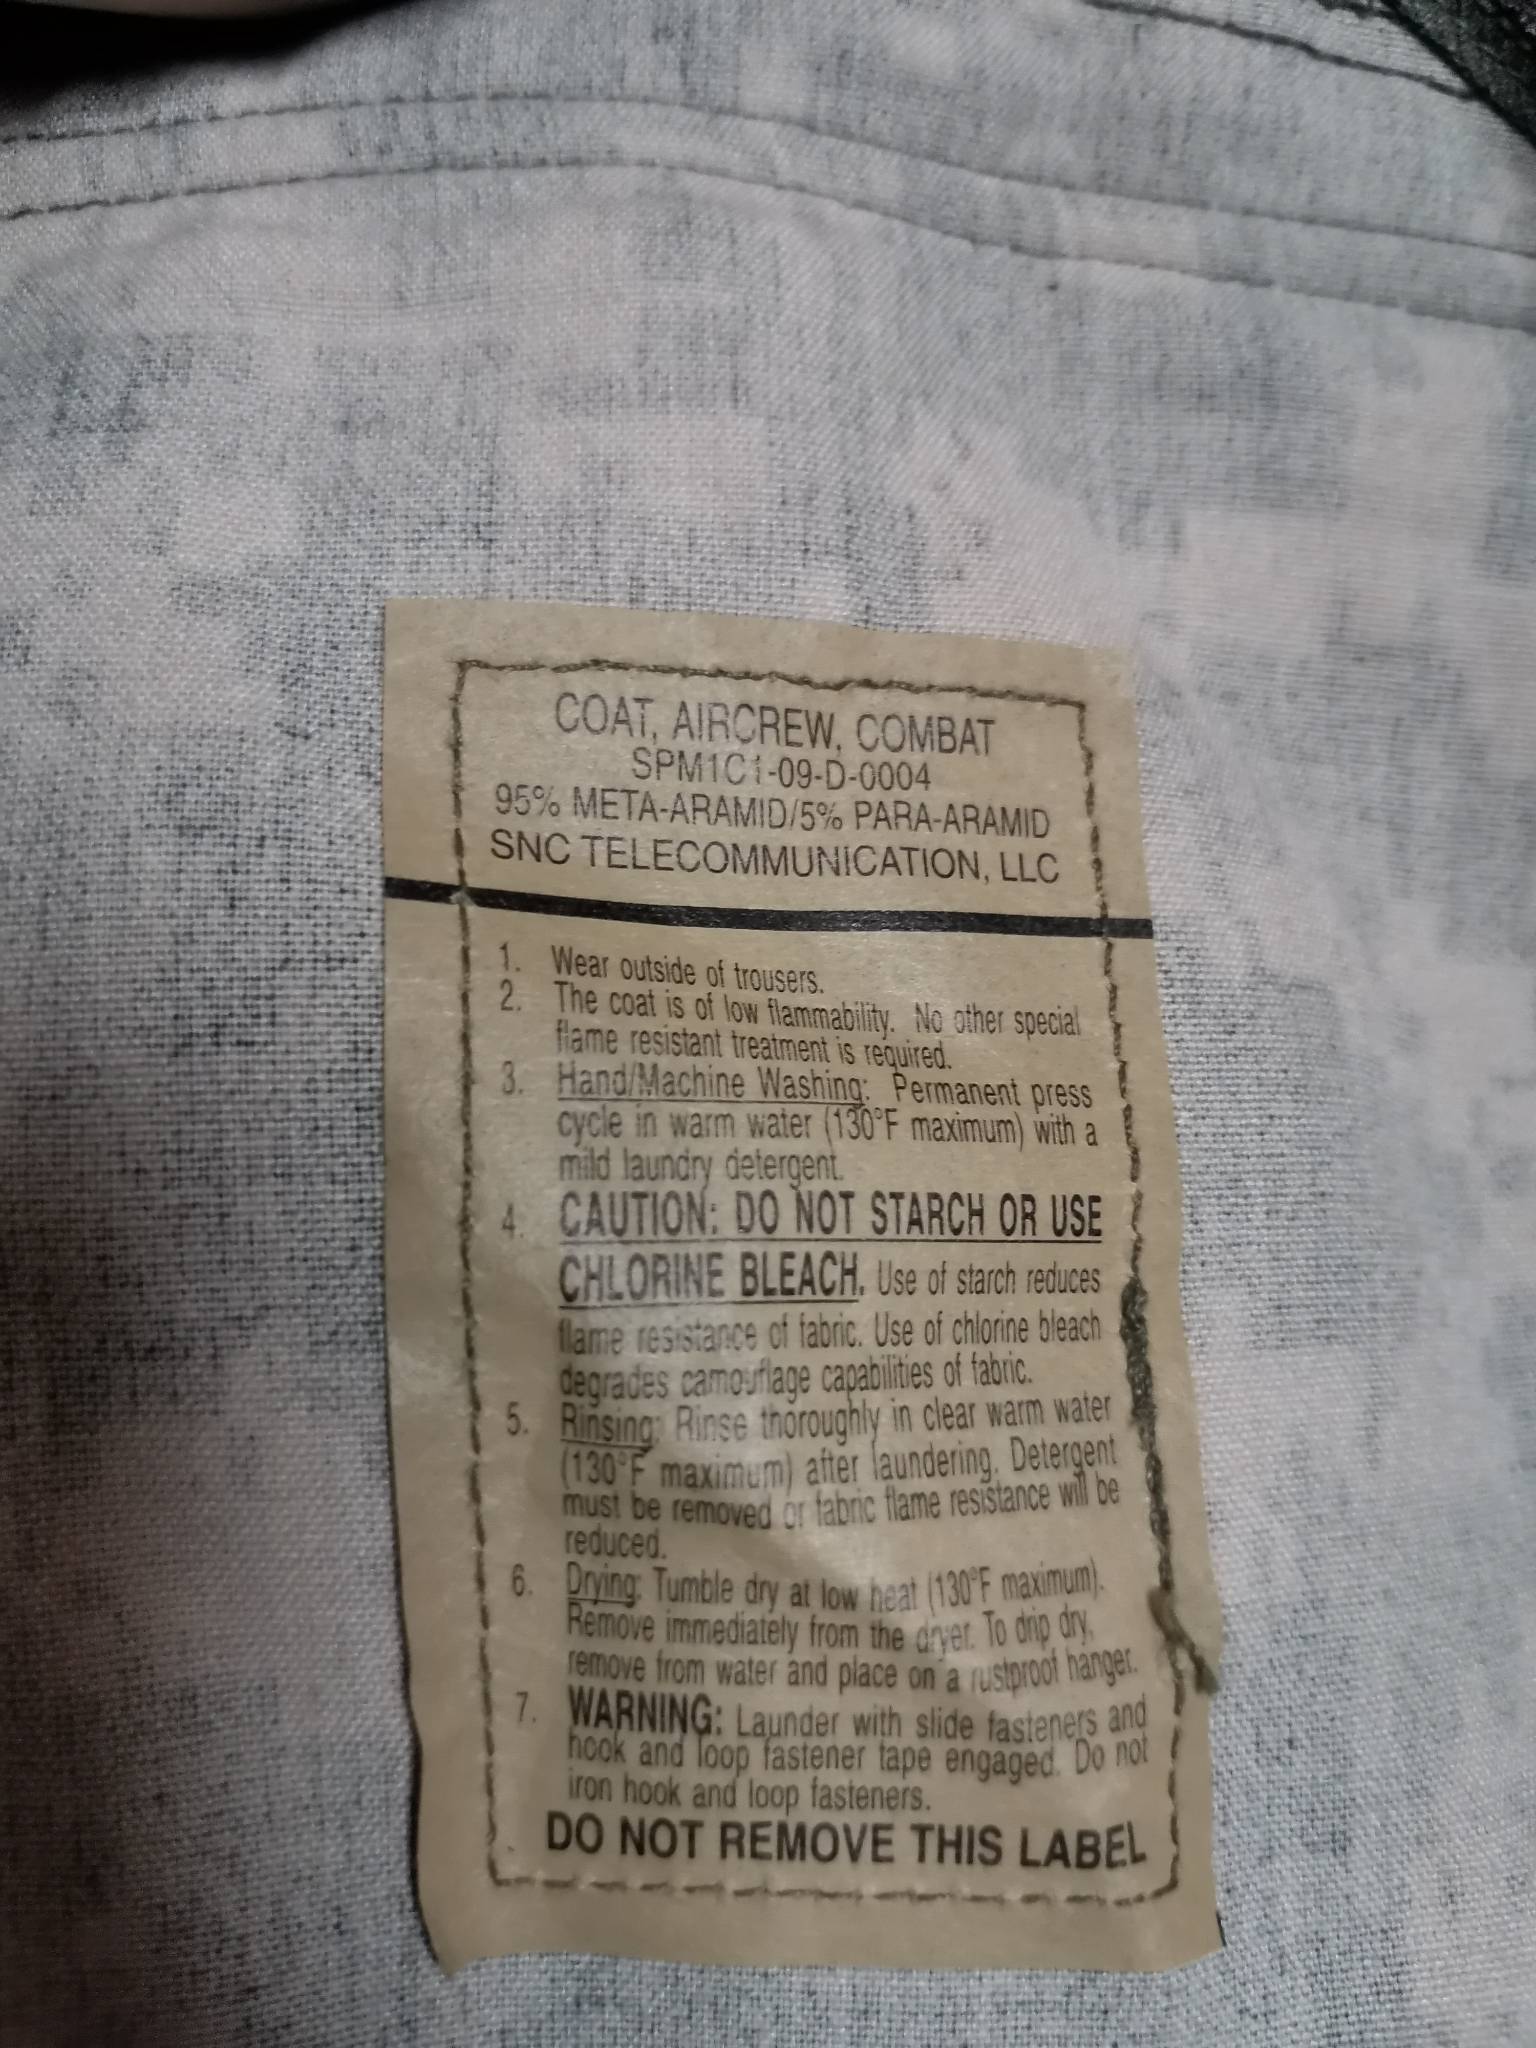 COAT, AIRCREW, COMBAT
SPM1C1-09-D-0004
95% META-ARAMID/5% PARA-ARAMID
SNC TELECOMMUNICATION, LLC
1. Wear outside of trousers.
2. The coat is of low flammability. No other special
flame resistant treatment is required.
3. Hand/Machine Washing: Permanent press
cycle in warm water (130°F maximum) with a
mild laundry detergent.
4. CAUTION: DO NOT STARCH OR USE
CHLORINE BLEACH. Use of starch reduces
flame resistance of fabric. Use of chlorine bleach
degrades camouflage capabilities of fabric.
5. Rinsing: Rinse thoroughly in clear warm water
(130°F maximum) after laundering. Detergent
must be removed or fabric flame resistance will be
reduced.
6. Drying: Tumble dry at low heat (130°F maximum).
Remove immediately from the dryer. To drip dry,
remove from water and place on a rustproof hanger.
7. WARNING: Launder with slide fasteners and
hook and loop fastener tape engaged. Do not
iron hook and loop fasteners.
DO NOT REMOVE THIS LABEL